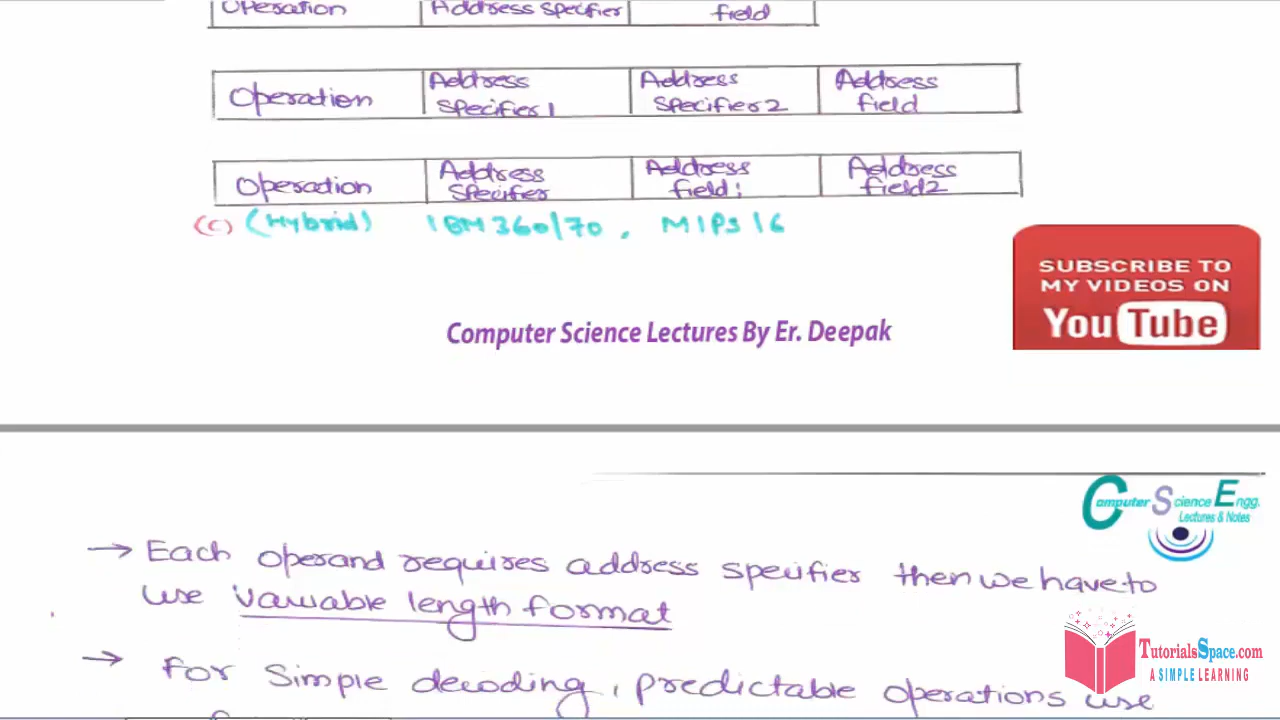 Operation Address specifier field
Operation Address specifier 1 Address specifier 2 Address field
Operation Address specifier Address field 1 Address field 2
(c) (Hybrid) IBM 360/70, MIPS 16
SUBSCRIBE TO
MY VIDEOS ON
YouTube
Computer Science Lectures By Er. Deepak
Computer Science Engg.
Lectures & Notes
→ Each operand requires address specifier then we have to
use variable length format
→ For simple decoding, predictable operations use
TutorialsSpace.com
A SIMPLE LEARNING